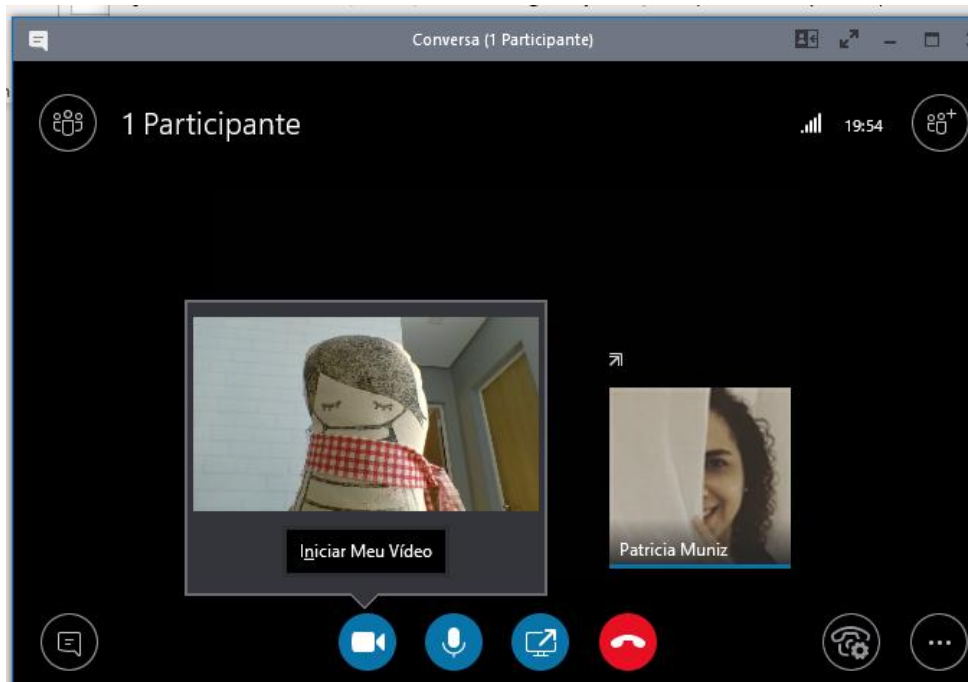 Conversa (1 Participante)
1 Participante
19:54
Iniciar Meu Vídeo
Patricia Muniz